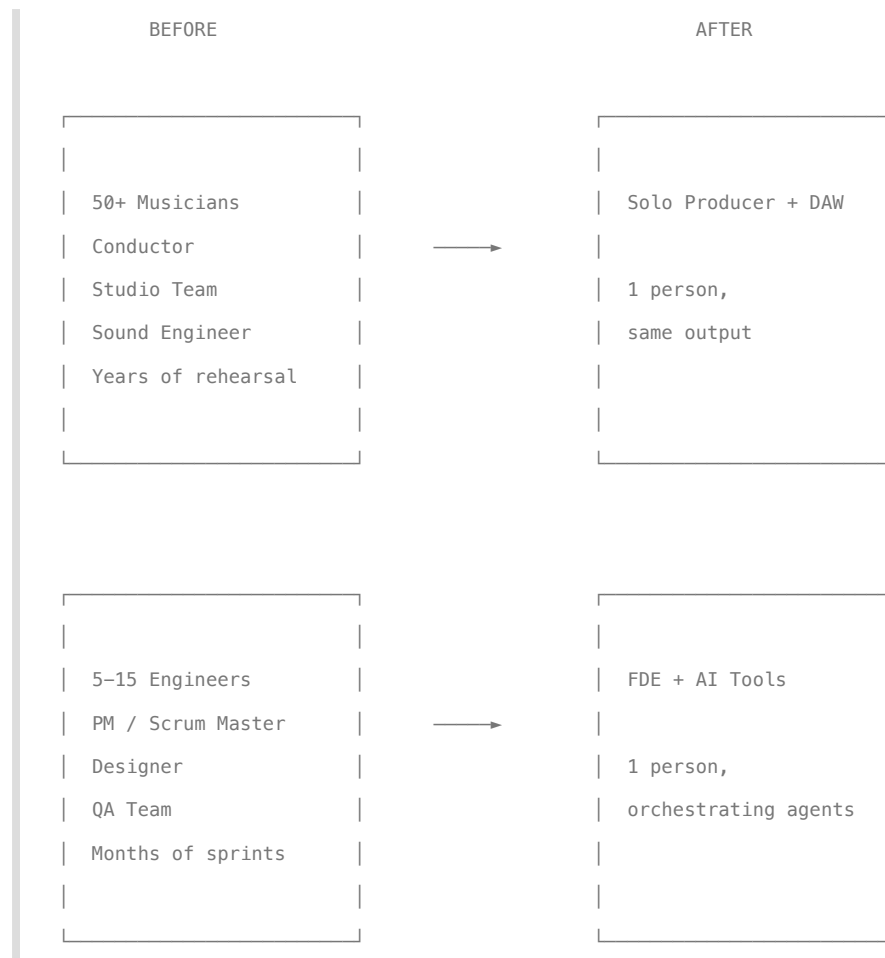 BEFORE AFTER
50+ Musicians Solo Producer + DAW
Conductor
Studio Team 1 person,
Sound Engineer same output
Years of rehearsal
5–15 Engineers FDE + AI Tools
PM / Scrum Master
Designer 1 person,
QA Team orchestrating agents
Months of sprints